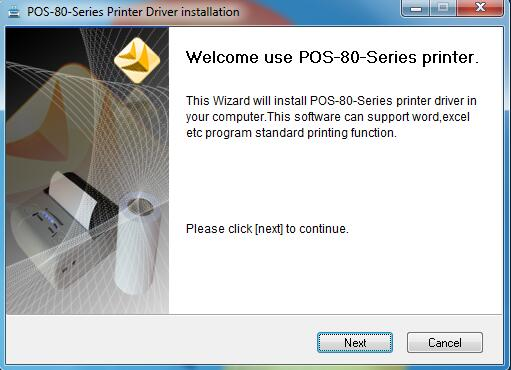 POS-80-Series Printer Driver installation
Welcome use POS-80-Series printer.
This Wizard will install POS-80-Series printer driver in
your computer.This software can support word,excel
etc program standard printing function.
Please click [next] to continue.
Next
Cancel